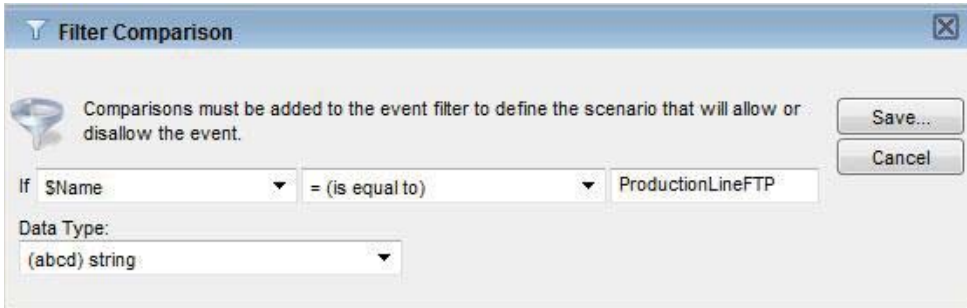 Filter Comparison
Comparisons must be added to the event filter to define the scenario that will allow or
disallow the event.
Save...
Cancel
If $Name = (is equal to) ProductionLineFTP
Data Type:
(abcd) string